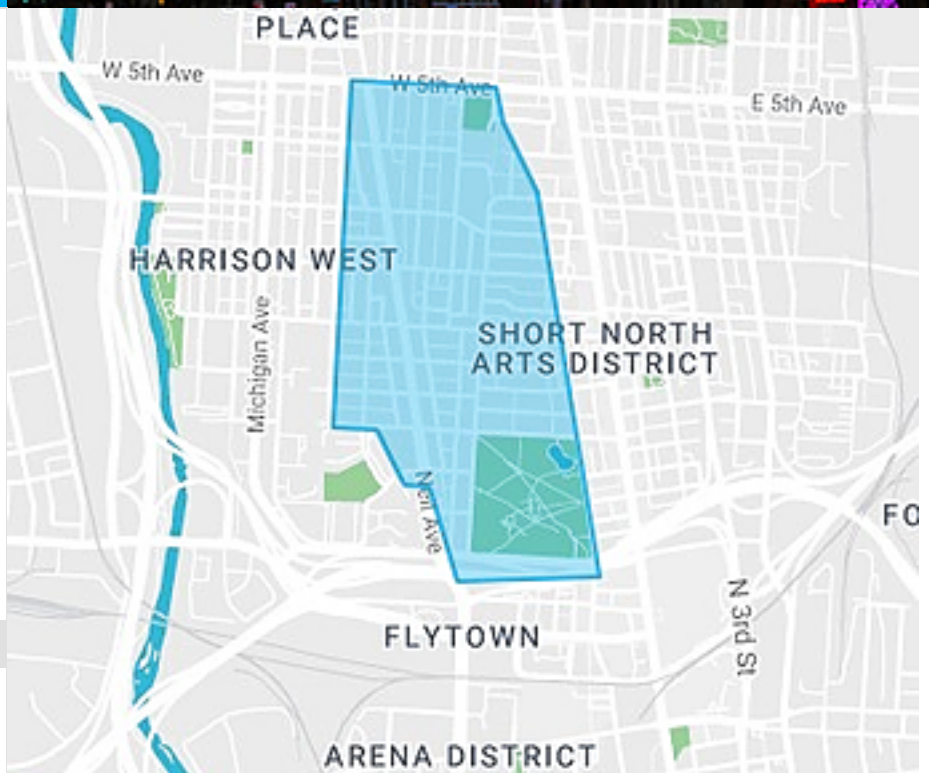 PLACE
W 5th Ave
W 5th Ave
E 5th Ave
HARRISON WEST
SHORT NORTH
ARTS DISTRICT
Michigan Ave
Neil Ave
FO
FLYTOWN
N 3rd St
ARENA DISTRICT